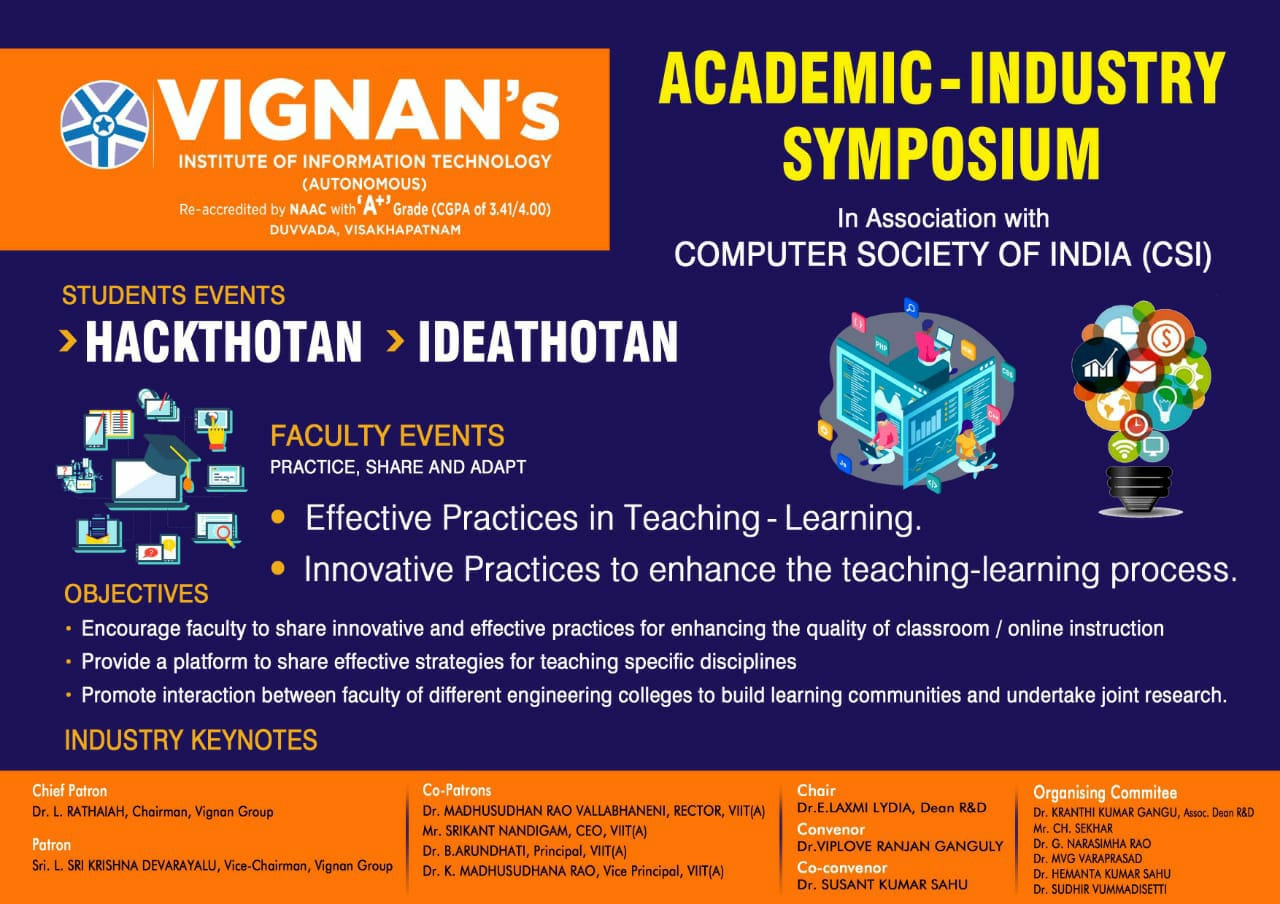 VIGNAN's
INSTITUTE OF INFORMATION TECHNOLOGY
(AUTONOMOUS)
Re-accredited by NAAC with 'A+' Grade (CGPA of 3.41/4.00)
DUVVADA, VISAKHAPATNAM
ACADEMIC - INDUSTRY
SYMPOSIUM
In Association with
COMPUTER SOCIETY OF INDIA (CSI)
STUDENTS EVENTS
HACKTHOTAN
IDEATHOTAN
PHP
CSS
C++
Js
</>
FACULTY EVENTS
PRACTICE, SHARE AND ADAPT
• Effective Practices in Teaching - Learning.
• Innovative Practices to enhance the teaching-learning process.
OBJECTIVES
• Encourage faculty to share innovative and effective practices for enhancing the quality of classroom / online instruction
• Provide a platform to share effective strategies for teaching specific disciplines
• Promote interaction between faculty of different engineering colleges to build learning communities and undertake joint research.
INDUSTRY KEYNOTES
Chief Patron
Dr. L. RATHAIAH, Chairman, Vignan Group
Patron
Sri. L. SRI KRISHNA DEVARAYALU, Vice-Chairman, Vignan Group
Co-Patrons
Dr. MADHUSUDHAN RAO VALLABHANENI, RECTOR, VIIT(A)
Mr. SRIKANT NANDIGAM, CEO, VIIT(A)
Dr. B.ARUNDHATI, Principal, VIIT(A)
Dr. K. MADHUSUDHANA RAO, Vice Principal, VIIT(A)
Chair
Dr.E.LAXMI LYDIA, Dean R&D
Convenor
Dr.VIPLOVE RANJAN GANGULY
Co-convenor
Dr. SUSANT KUMAR SAHU
Organising Commitee
Dr. KRANTHI KUMAR GANGU, Assoc. Dean R&D
Mr. CH. SEKHAR
Dr. G. NARASIMHA RAO
Dr. MVG VARAPRASAD
Dr. HEMANTA KUMAR SAHU
Dr. SUDHIR VUMMADISETTI